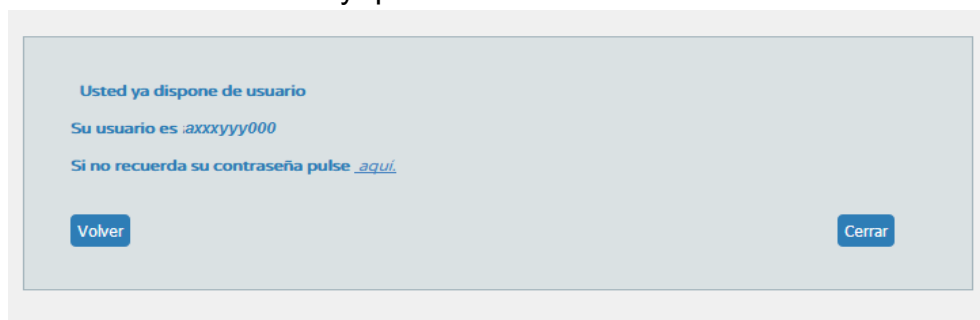 Usted ya dispone de usuario
Su usuario es axxxyyy000
Si no recuerda su contraseña pulse aquí.
Volver
Cerrar